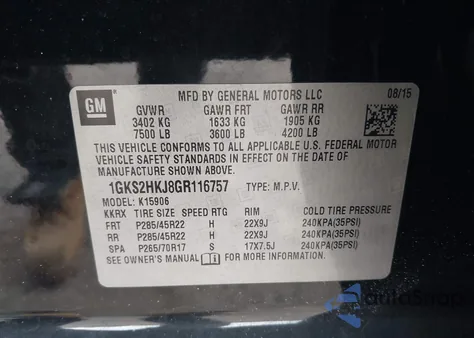 GM
MFD BY GENERAL MOTORS LLC 08/15
GVWR GAWR FRT GAWR RR
3402 KG 1633 KG 1905 KG
7500 LB 3600 LB 4200 LB
THIS VEHICLE CONFORMS TO ALL APPLICABLE U.S. FEDERAL MOTOR
VEHICLE SAFETY STANDARDS IN EFFECT ON THE DATE OF
MANUFACTURE SHOWN ABOVE.
1GKS2HKJ8GR116757 TYPE: M.P.V.
MODEL: K15906
KKRX TIRE SIZE SPEED RTG RIM COLD TIRE PRESSURE
FRT P285/45R22 H 22X9J 240KPA(35PSI)
RR P285/45R22 H 22X9J 240KPA(35PSI)
SPA P265/70R17 S 17X7.5J 240KPA(35PSI)
SEE OWNER'S MANUAL FOR MORE INFORMATION.
AutoStrap